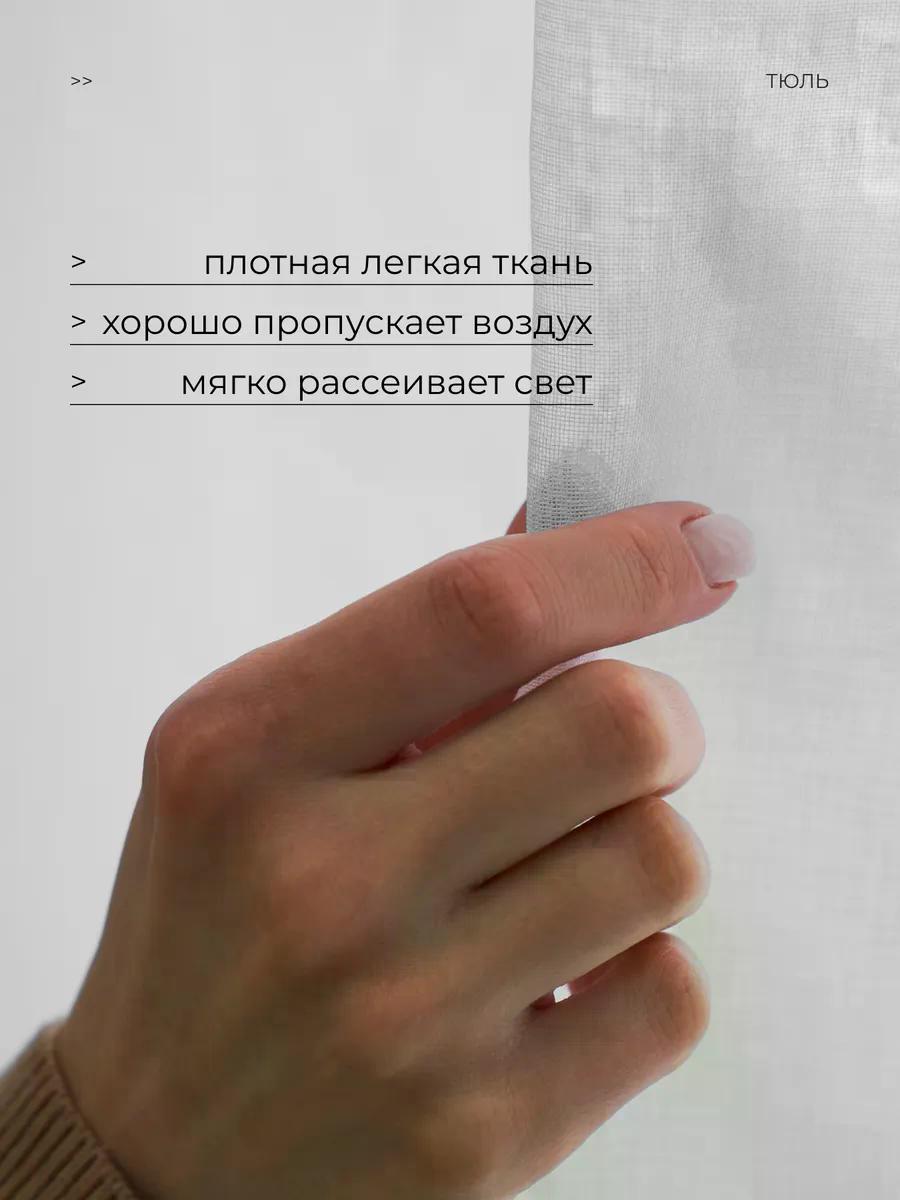 >> ТЮЛЬ
> плотная легкая ткань
> хорошо пропускает воздух
> мягко рассеивает свет